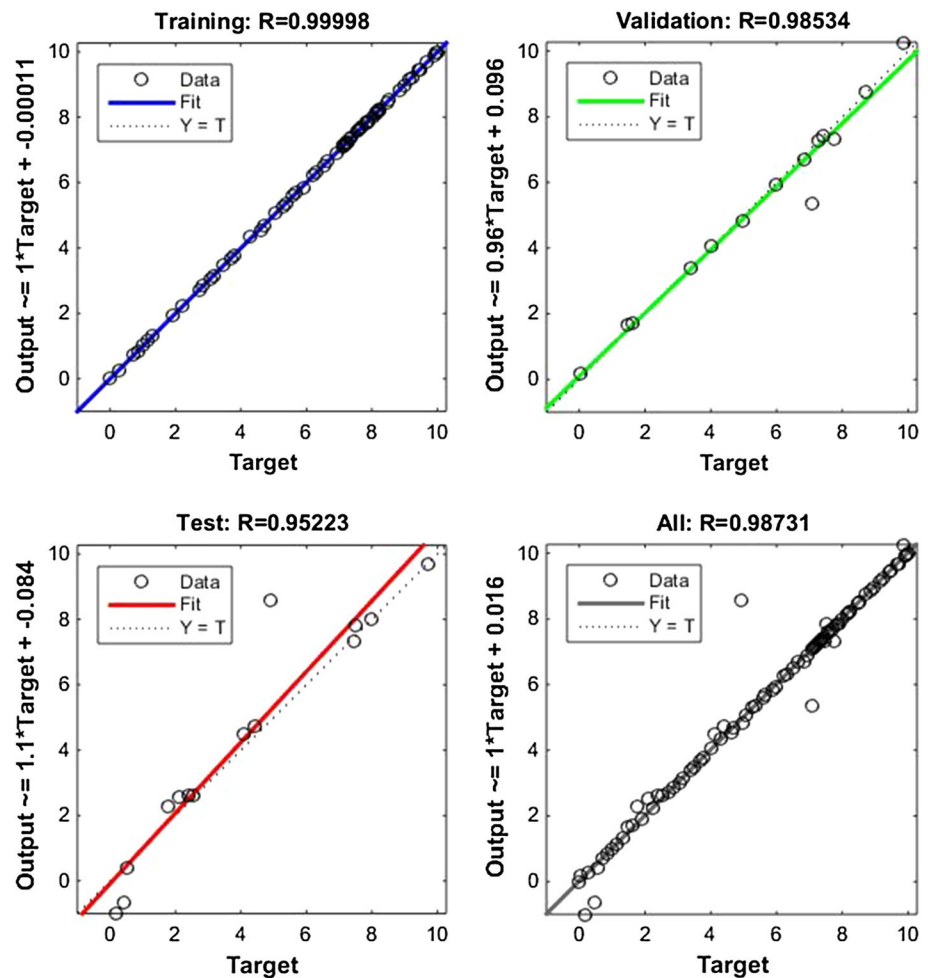 Training: R=0.99998
Output ~= 1*Target + -0.00011
10
8
6
4
2
0
Data
Fit
Y = T
0 2 4 6 8 10
Target
Validation: R=0.98534
Output ~= 0.96*Target + 0.096
10
8
6
4
2
0
Data
Fit
Y = T
0 2 4 6 8 10
Target
Test: R=0.95223
Output ~= 1.1*Target + -0.084
10
8
6
4
2
0
Data
Fit
Y = T
0 2 4 6 8 10
Target
All: R=0.98731
Output ~= 1*Target + 0.016
10
8
6
4
2
0
Data
Fit
Y = T
0 2 4 6 8 10
Target